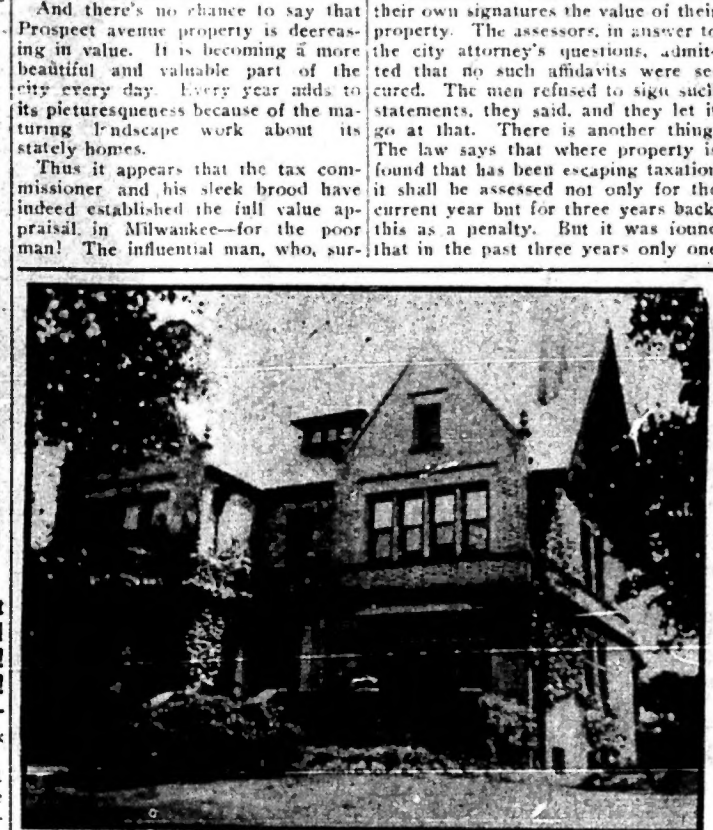 And there's no chance to say that
Prospect avenue property is decreas-
ing in value. It is becoming a more
beautiful and valuable part of the
city every day. Every year adds to
its picturesqueness because of the ma-
turing landscape work about its
stately homes.
Thus it appears that the tax com-
missioner and his sleek brood have
indeed established the full value ap-
praisal in Milwaukee—for the poor
man! The influential man, who, sur-
their own signatures the value of their
property. The assessors, in answer to
the city attorney's questions, admit-
ted that no such affidavits were se-
cured. The men refused to sign such
statements, they said, and they let it
go at that. There is another thing.
The law says that where property is
found that has been escaping taxation
it shall be assessed not only for the
current year but for three years back,
this as a penalty. But it was found
that in the past three years only one